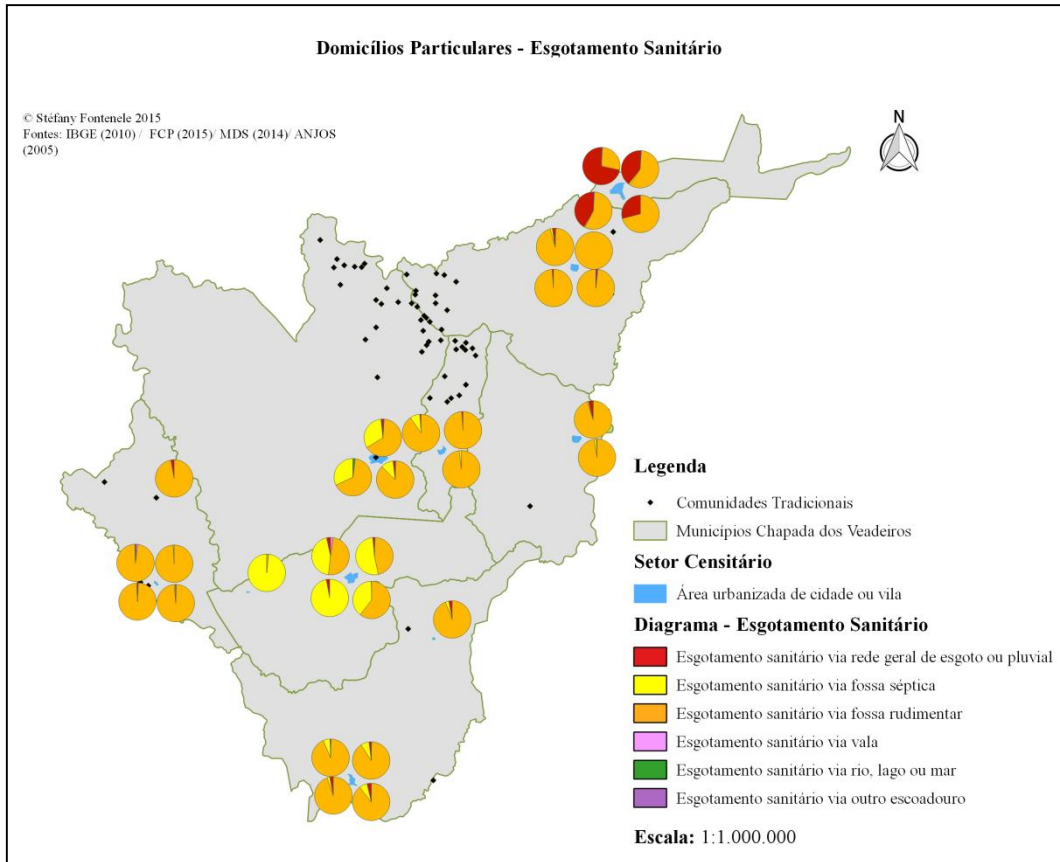 Domicílios Particulares - Esgotamento Sanitário
© Stéfany Fontenele 2015
Fontes: IBGE (2010) / FCP (2015)/ MDS (2014)/ ANJOS
(2005)
N
Legenda
Comunidades Tradicionais
Municípios Chapada dos Veadeiros
Setor Censitário
Área urbanizada de cidade ou vila
Diagrama - Esgotamento Sanitário
Esgotamento sanitário via rede geral de esgoto ou pluvial
Esgotamento sanitário via fossa séptica
Esgotamento sanitário via fossa rudimentar
Esgotamento sanitário via vala
Esgotamento sanitário via rio, lago ou mar
Esgotamento sanitário via outro escoadouro
Escala: 1:1.000.000